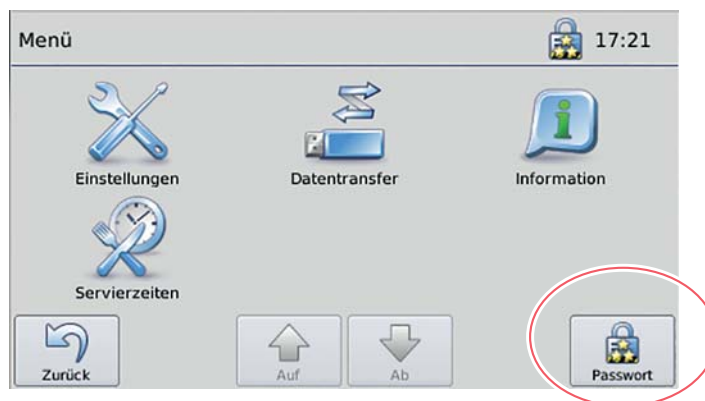 Menü 17:21
Einstellungen Datentransfer Information
Servierzeiten
Zurück Auf Ab Passwort